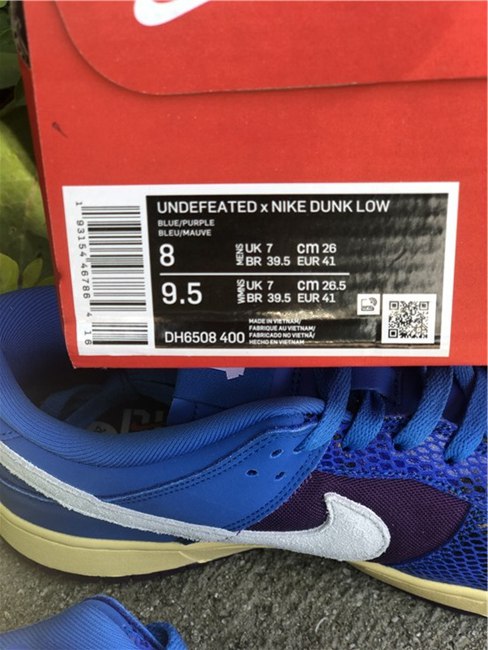 UNDEFEATED x NIKE DUNK LOW
BLUE/PURPLE
BLEU/MAUVE
8 MENS UK 7 cm 26
BR 39.5 EUR 41
9.5 WMNS UK 7 cm 26.5
BR 39.5 EUR 41
DH6508 400
MADE IN VIETNAM/
FABRIQUE AU VIETNAM/
FABRICADO NO VIETNÃ/
HECHO EN VIETNAM
1 93154 46786 4 16